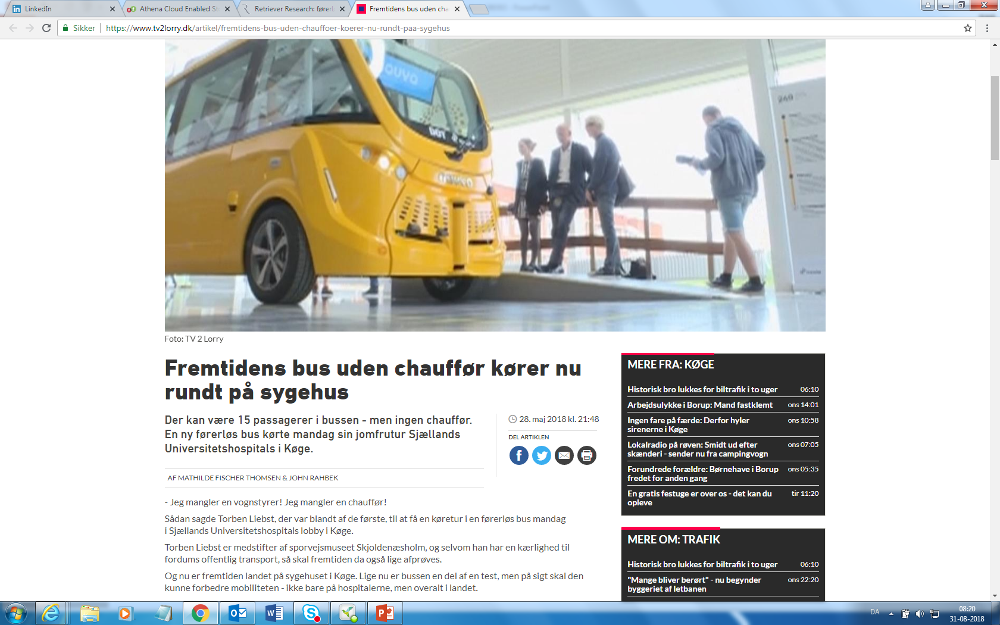 LinkedIn
Athena Cloud Enabled St
Retriever Research: førerl
Fremtidens bus uden cha
Sikker
https://www.tv2lorry.dk/artikel/fremtidens-bus-uden-chauffoer-koerer-nu-rundt-paa-sygehus
DOT
Foto: TV 2 Lorry
Fremtidens bus uden chauffør kører nu
rundt på sygehus
Der kan være 15 passagerer i bussen - men ingen chauffør.
En ny førerløs bus kørte mandag sin jomfrutur Sjællands
Universitetshospitals i Køge.
28. maj 2018 kl. 21:48
DEL ARTIKLEN
AF MATHILDE FISCHER THOMSEN & JOHN RAHBEK
- Jeg mangler en vognstyrer! Jeg mangler en chauffør!
Sådan sagde Torben Liebst, der var blandt af de første, til at få en køretur i en førerløs bus mandag
i Sjællands Universitetshospitals lobby i Køge.
Torben Liebst er medstifter af sporvejsmuseet Skjoldenæsholm, og selvom han har en kærlighed til
fordums offentlig transport, så skal fremtiden da også lige afprøves.
Og nu er fremtiden landet på sygehuset i Køge. Lige nu er bussen en del af en test, men på sigt skal den
kunne forbedre mobiliteten - ikke bare på hospitalerne, men overalt i landet.
MERE FRA: KØGE
Historisk bro lukkes for biltrafik i to uger 06:10
Arbejdsulykke i Borup: Mand fastklemt ons 14:01
Ingen fare på færde: Derfor hyler ons 10:58
sirenerne i Køge
Lokalradio på røven: Smidt ud efter ons 07:05
skænderi - sender nu fra campingvogn
Forundrede forældre: Børnehave i Borup ons 05:35
fredet for anden gang
En gratis festuge er over os - det kan du tir 11:20
opleve
MERE OM: TRAFIK
Historisk bro lukkes for biltrafik i to uger 06:10
"Mange bliver berørt" - nu begynder ons 22:20
byggeriet af letbanen
DA
08:20
31-08-2018